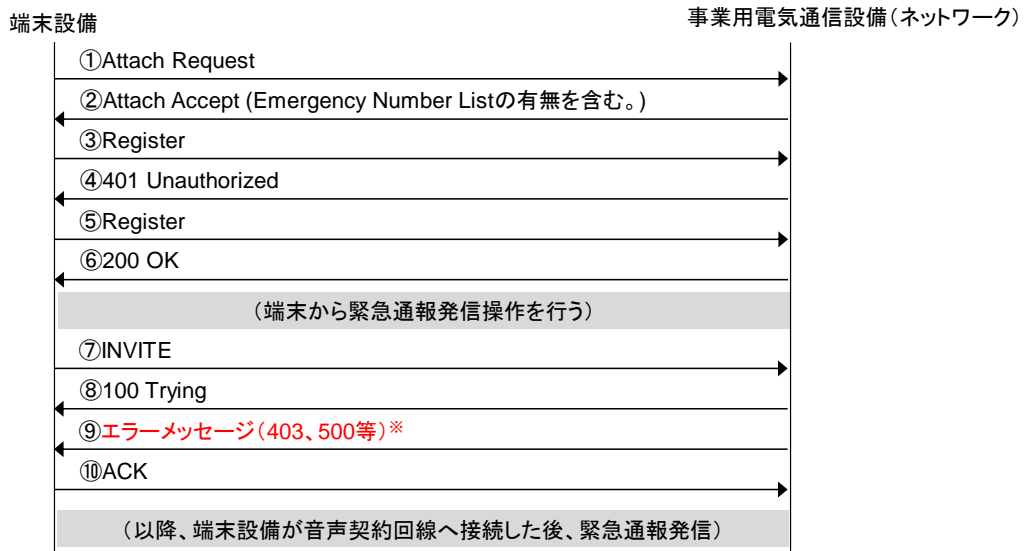 端末設備
事業用電気通信設備（ネットワーク）
①Attach Request
②Attach Accept (Emergency Number Listの有無を含む。)
③Register
④401 Unauthorized
⑤Register
⑥200 OK
（端末から緊急通報発信操作を行う）
⑦INVITE
⑧100 Trying
⑨エラーメッセージ（403、500等）※
⑩ACK
（以降、端末設備が音声契約回線へ接続した後、緊急通報発信）